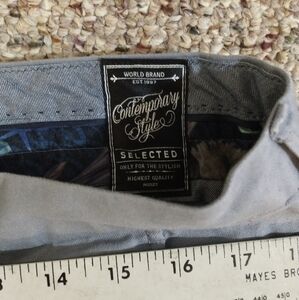 WORLD BRAND
EST 1997
Contemporary
Style
SELECTED
ONLY FOR THE STYLISH
HIGHEST QUALITY
13 14 15 16 17
MAYES BRO